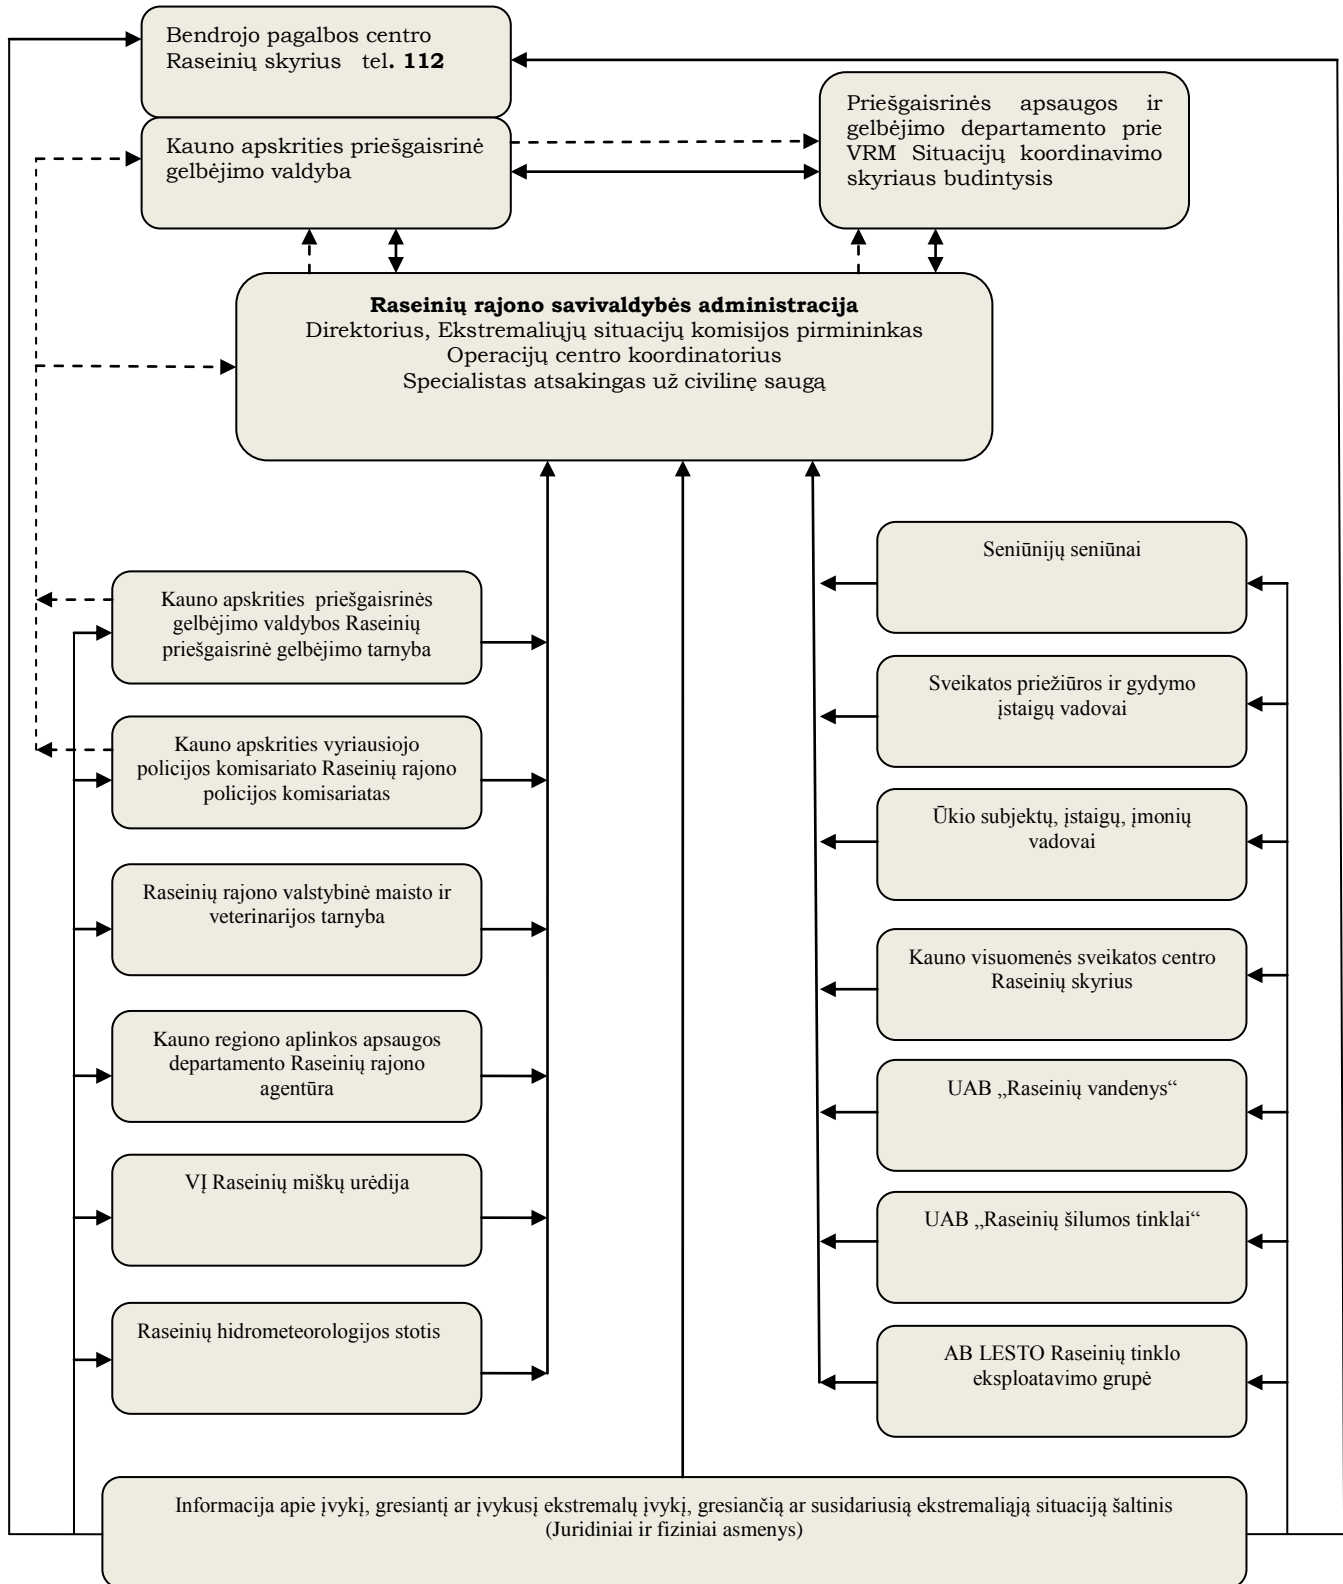 Bendrojo pagalbos centro
Raseinių skyrius tel. 112
Kauno apskrities priešgaisrinė
gelbėjimo valdyba
Priešgaisrinės apsaugos ir
gelbėjimo departamento prie
VRM Situacijų koordinavimo
skyriaus budintysis
Raseinių rajono savivaldybės administracija
Direktorius, Ekstremaliųjų situacijų komisijos pirmininkas
Operacijų centro koordinatorius
Specialistas atsakingas už civilinę saugą
Kauno apskrities priešgaisrinės
gelbėjimo valdybos Raseinių
priešgaisrinė gelbėjimo tarnyba
Kauno apskrities vyriausiojo
policijos komisariato Raseinių rajono
policijos komisariatas
Raseinių rajono valstybinė maisto ir
veterinarijos tarnyba
Kauno regiono aplinkos apsaugos
departamento Raseinių rajono
agentūra
VĮ Raseinių miškų urėdija
Raseinių hidrometeorologijos stotis
Seniūnijų seniūnai
Sveikatos priežiūros ir gydymo
įstaigų vadovai
Ūkio subjektų, įstaigų, įmonių
vadovai
Kauno visuomenės sveikatos centro
Raseinių skyrius
UAB „Raseinių vandenys“
UAB „Raseinių šilumos tinklai“
AB LESTO Raseinių tinklo
eksploatavimo grupė
Informacija apie įvykį, gresiantį ar įvykusį ekstremalų įvykį, gresiančią ar susidariusią ekstremaliąją situaciją šaltinis
(Juridiniai ir fiziniai asmenys)